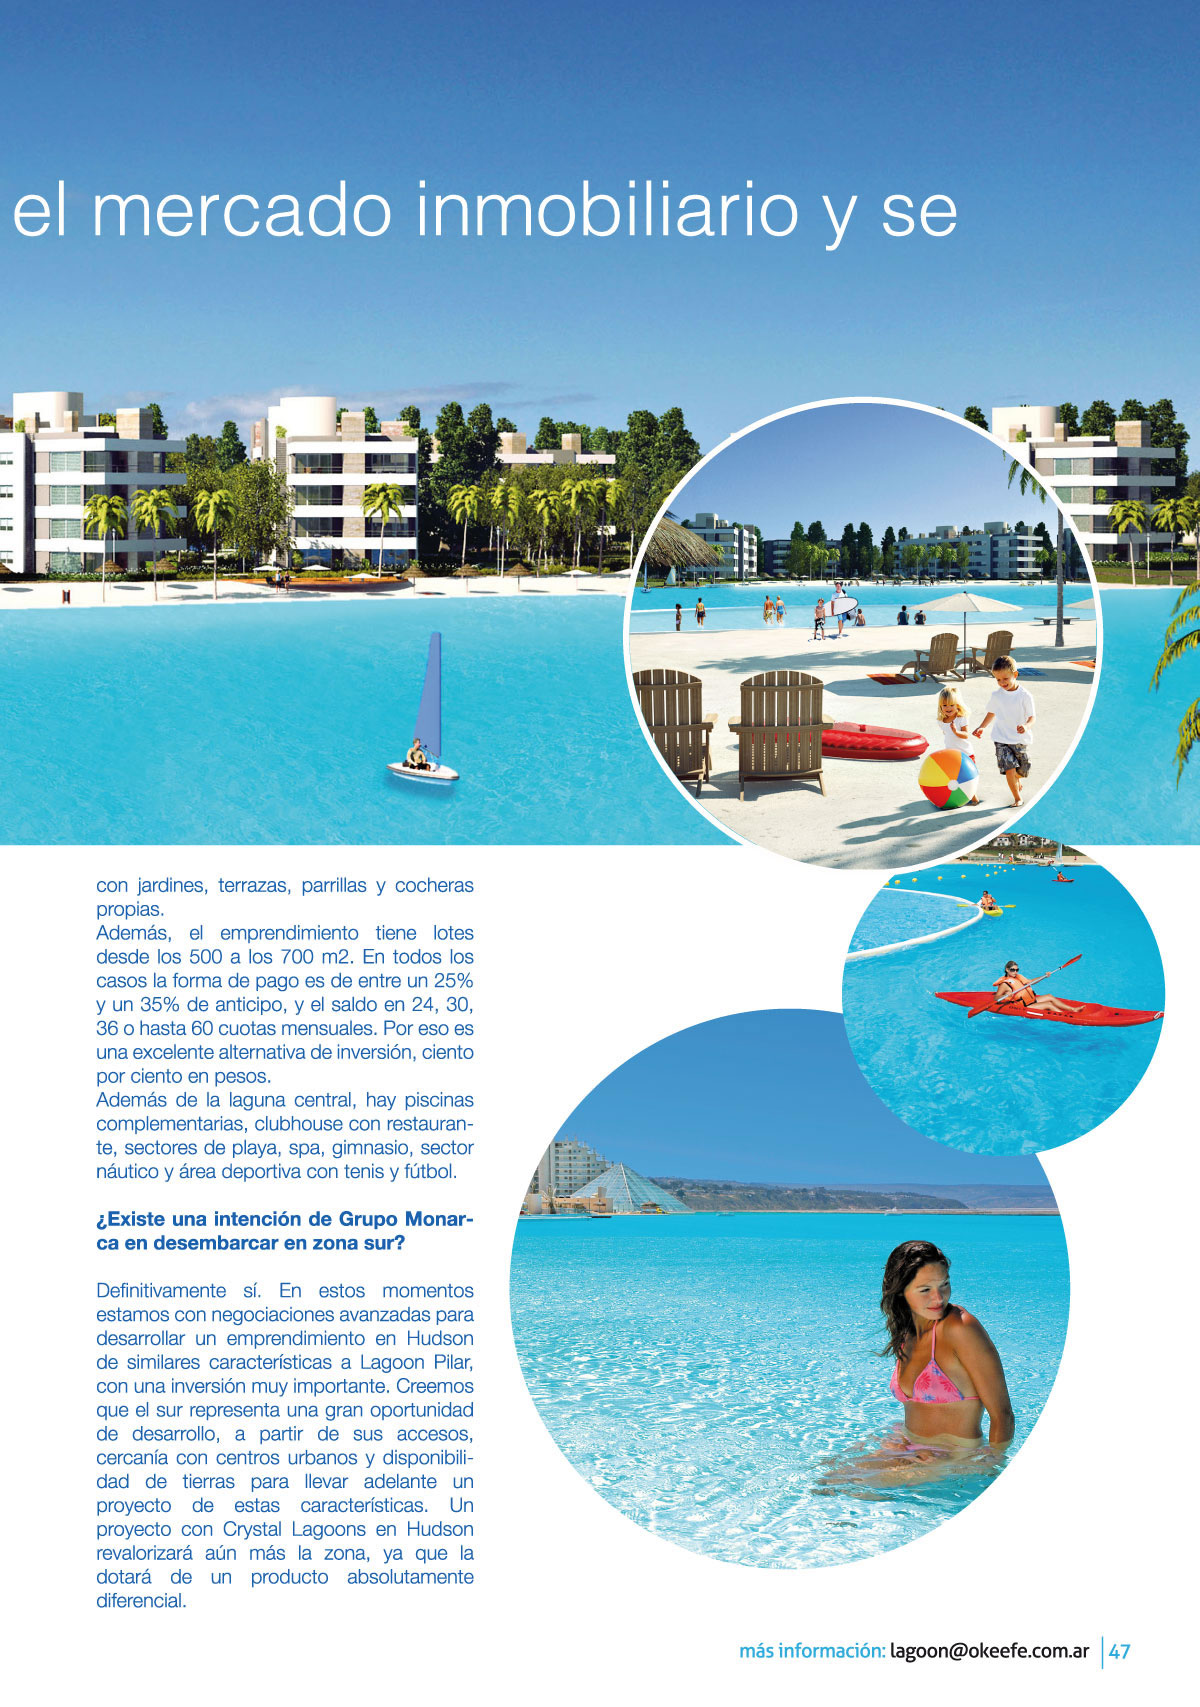 el mercado inmobiliario y se
con jardines, terrazas, parrillas y cocheras
propias.
Además, el emprendimiento tiene lotes
desde los 500 a los 700 m2. En todos los
casos la forma de pago es de entre un 25%
y un 35% de anticipo, y el saldo en 24, 30,
36 o hasta 60 cuotas mensuales. Por eso es
una excelente alternativa de inversión, ciento
por ciento en pesos.
Además de la laguna central, hay piscinas
complementarias, clubhouse con restauran-
te, sectores de playa, spa, gimnasio, sector
náutico y área deportiva con tenis y fútbol.
¿Existe una intención de Grupo Monar-
ca en desembarcar en zona sur?
Definitivamente sí. En estos momentos
estamos con negociaciones avanzadas para
desarrollar un emprendimiento en Hudson
de similares características a Lagoon Pilar,
con una inversión muy importante. Creemos
que el sur representa una gran oportunidad
de desarrollo, a partir de sus accesos,
cercanía con centros urbanos y disponibili-
dad de tierras para llevar adelante un
proyecto de estas características. Un
proyecto con Crystal Lagoons en Hudson
revalorizará aún más la zona, ya que la
dotará de un producto absolutamente
diferencial.
más información: lagoon@okeefe.com.ar | 47